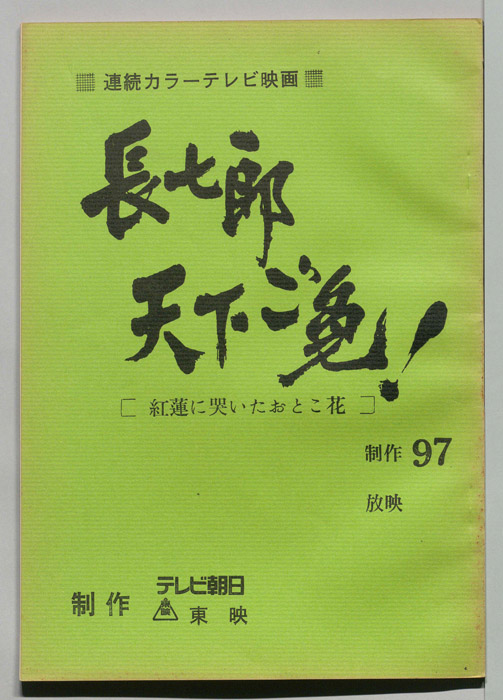 連続カラーテレビ映画
長七郎
天下ご免!
[紅蓮に哭いたおとこ花]
制作 97
放映
制作 テレビ朝日
東映